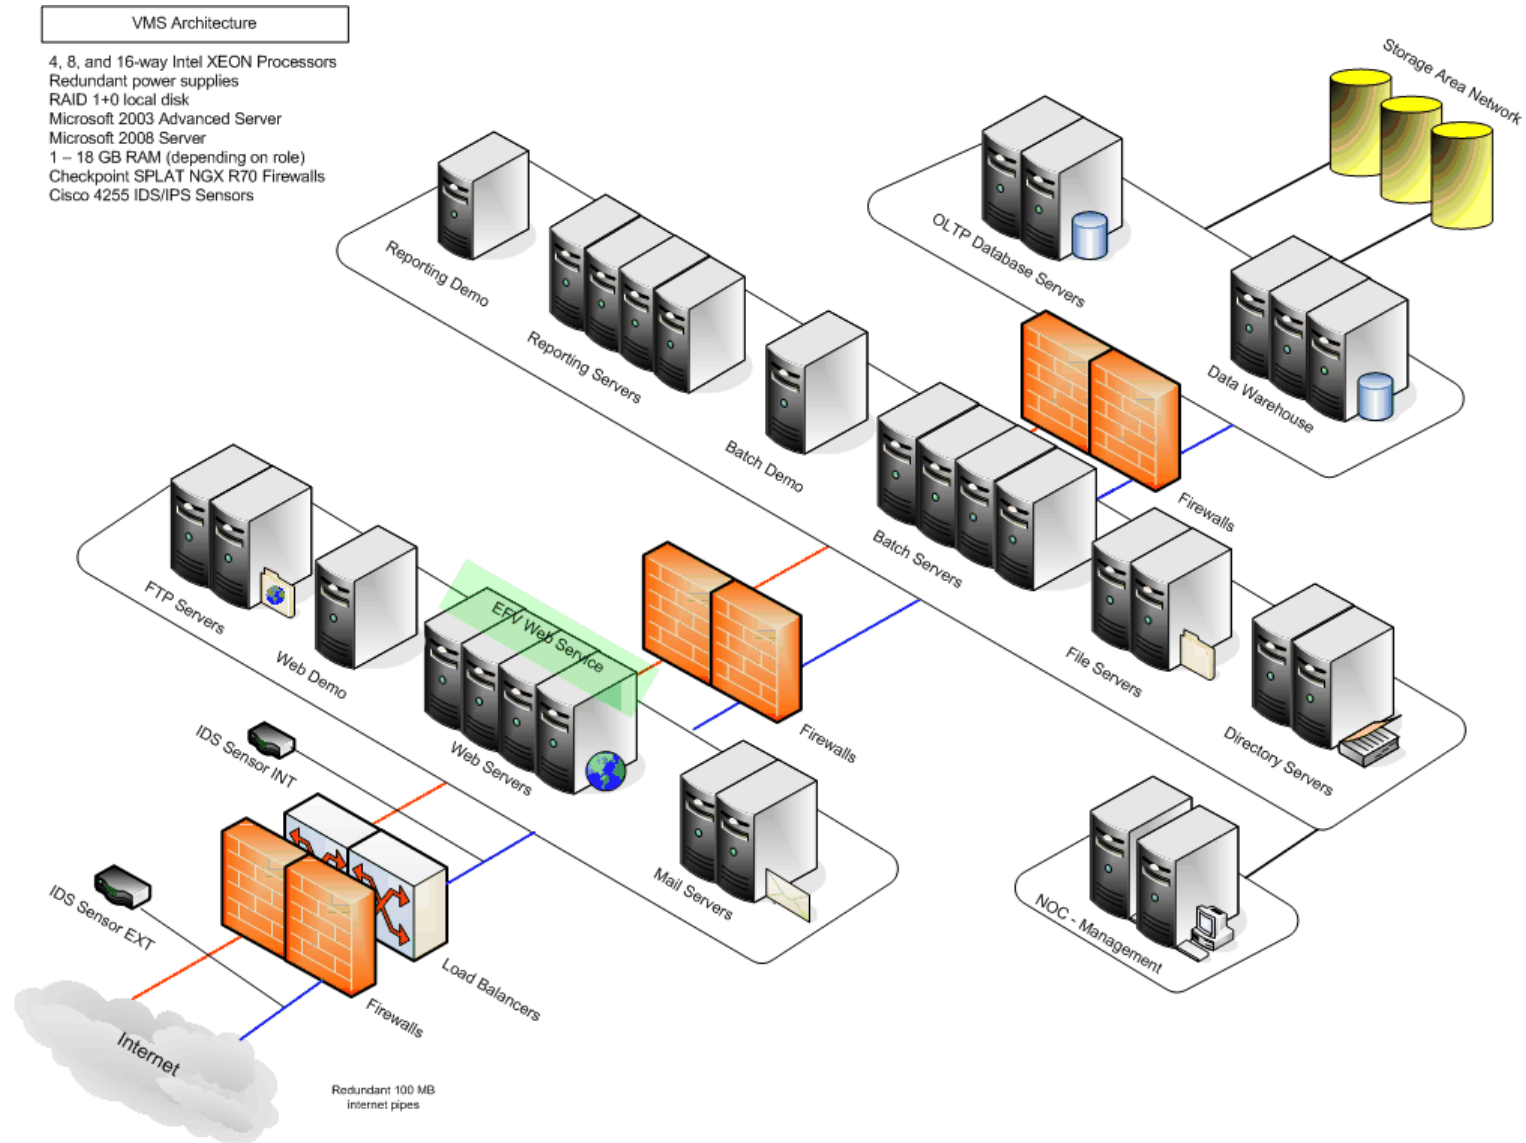 VMS Architecture
4, 8, and 16-way Intel XEON Processors
Redundant power supplies
RAID 1+0 local disk
Microsoft 2003 Advanced Server
Microsoft 2008 Server
1 – 18 GB RAM (depending on role)
Checkpoint SPLAT NGX R70 Firewalls
Cisco 4255 IDS/IPS Sensors
Storage Area Network
OLTP Database Servers
Data Warehouse
Reporting Demo
Reporting Servers
Batch Demo
Batch Servers
Firewalls
File Servers
Directory Servers
FTP Servers
Web Demo
EFV Web Service
Web Servers
Firewalls
Mail Servers
IDS Sensor INT
IDS Sensor EXT
Load Balancers
Firewalls
NOC - Management
Internet
Redundant 100 MB
internet pipes